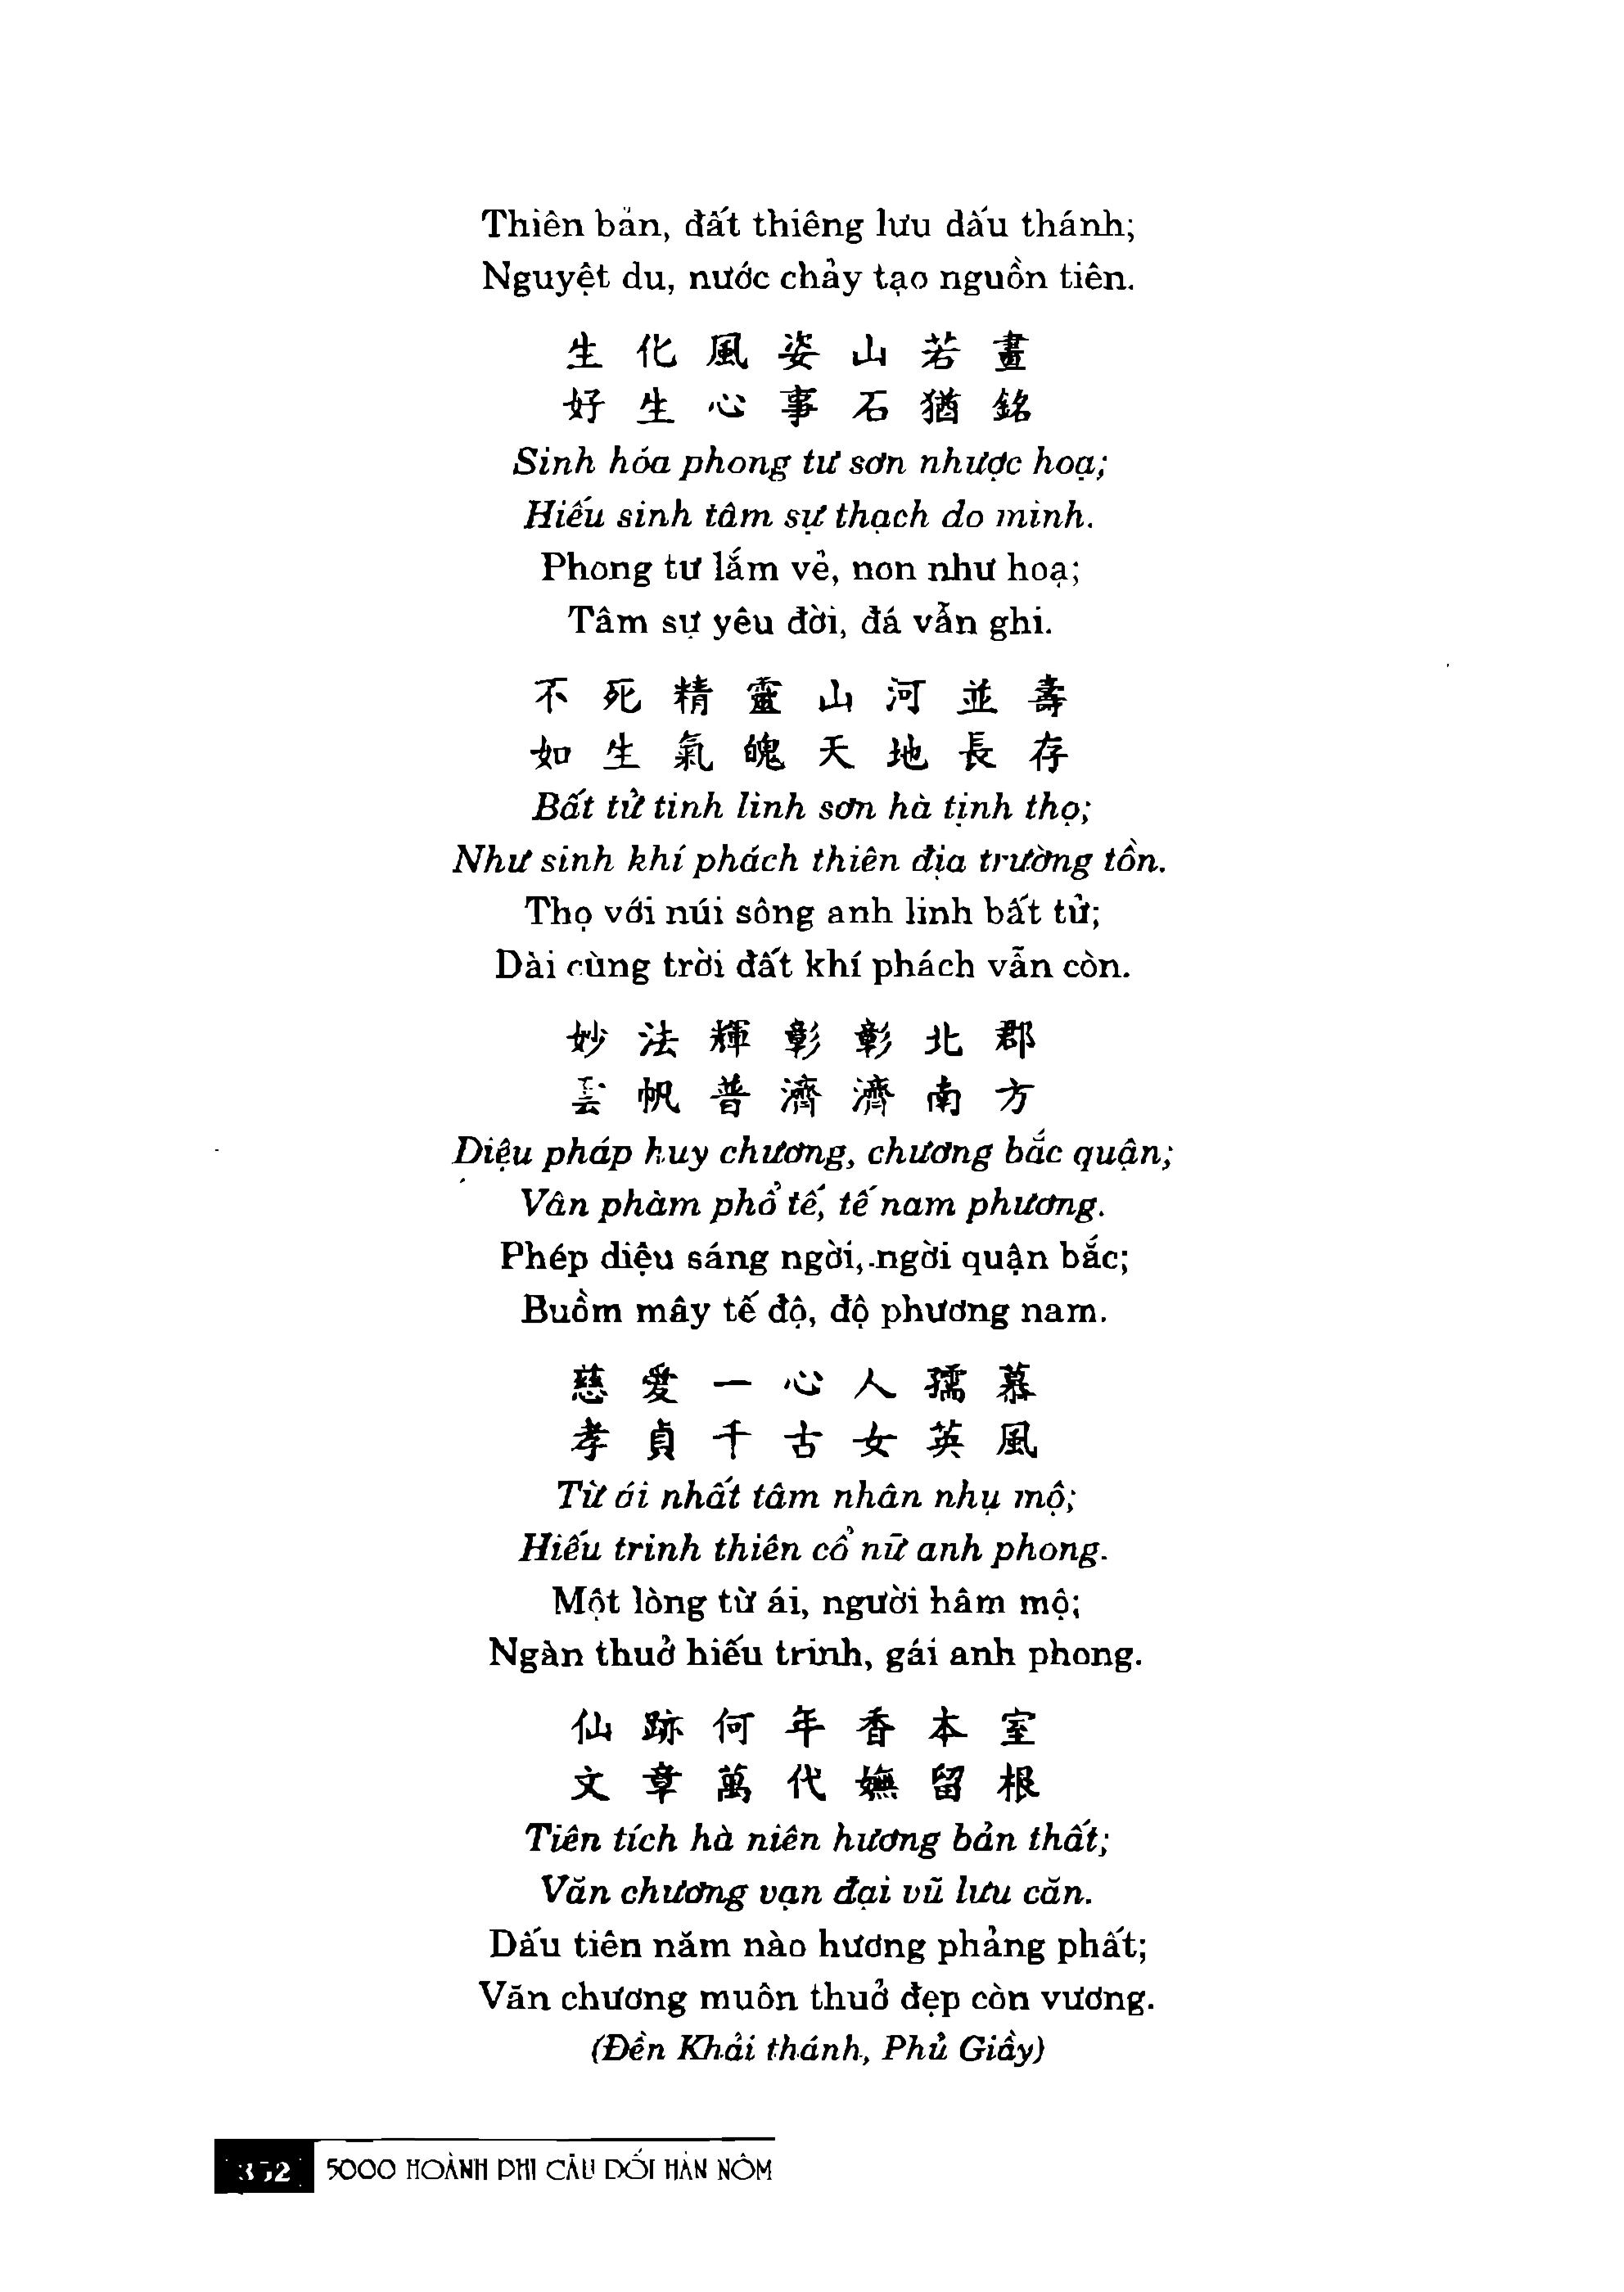 Thiên bản, đất thiêng lưu dấu thánh;
Nguyệt du, nước chảy tạo nguồn tiên.
生 化 風 姿 山 若 畫
好 生 心 事 石 猶 銘
Sinh hóa phong tư sơn nhược hoạ;
Hiếu sinh tâm sự thạch do minh.
Phong tư lắm vẻ, non như hoạ;
Tâm sự yêu đời, đá vẫn ghi.
不 死 精 靈 山 河 並 壽
如 生 氣 魄 天 地 長 存
Bất tử tinh linh sơn hà tịnh thọ;
Như sinh khí phách thiên địa trường tồn.
Thọ với núi sông anh linh bất tử;
Dài cùng trời đất khí phách vẫn còn.
妙 法 輝 彰 彰 北 郡
雲 帆 普 濟 濟 南 方
Diệu pháp huy chương, chương bắc quận;
Vân phàm phổ tế, tế nam phương.
Phép diệu sáng ngời, ngời quận bắc;
Buồm mây tế độ, độ phương nam.
慈 愛 一 心 人 孺 慕
孝 貞 千 古 女 英 風
Từ ái nhất tâm nhân nhụ mộ;
Hiếu trinh thiên cổ nữ anh phong.
Một lòng từ ái, người hâm mộ;
Ngàn thuở hiếu trinh, gái anh phong.
仙 跡 何 年 香 本 室
文 章 萬 代 嫵 留 根
Tiên tích hà niên hương bản thất;
Văn chương vạn đại vũ lưu căn.
Dấu tiên năm nào hương phảng phất;
Văn chương muôn thuở đẹp còn vương.
(Đền Khải thánh, Phủ Giầy)
5000 HOÀNH PHI CÂU ĐỐI HÁN NÔM